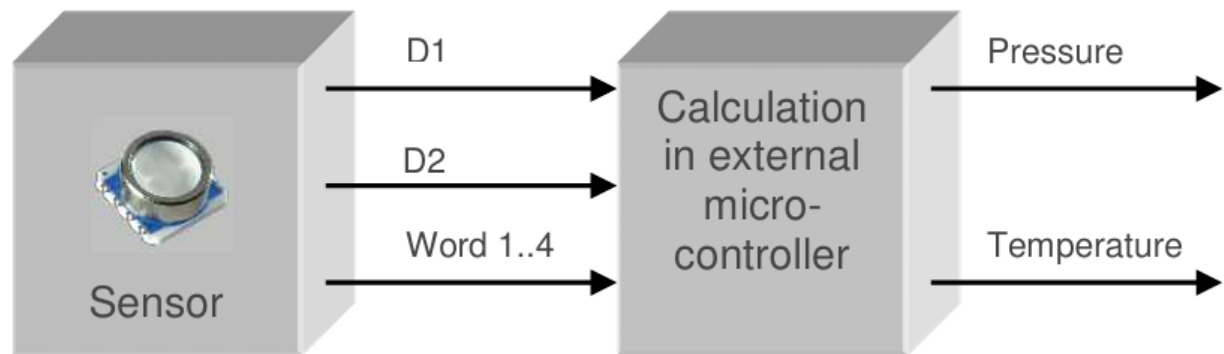 D1
D2
Word 1..4
Sensor
Calculation
in external
micro-
controller
Pressure
Temperature